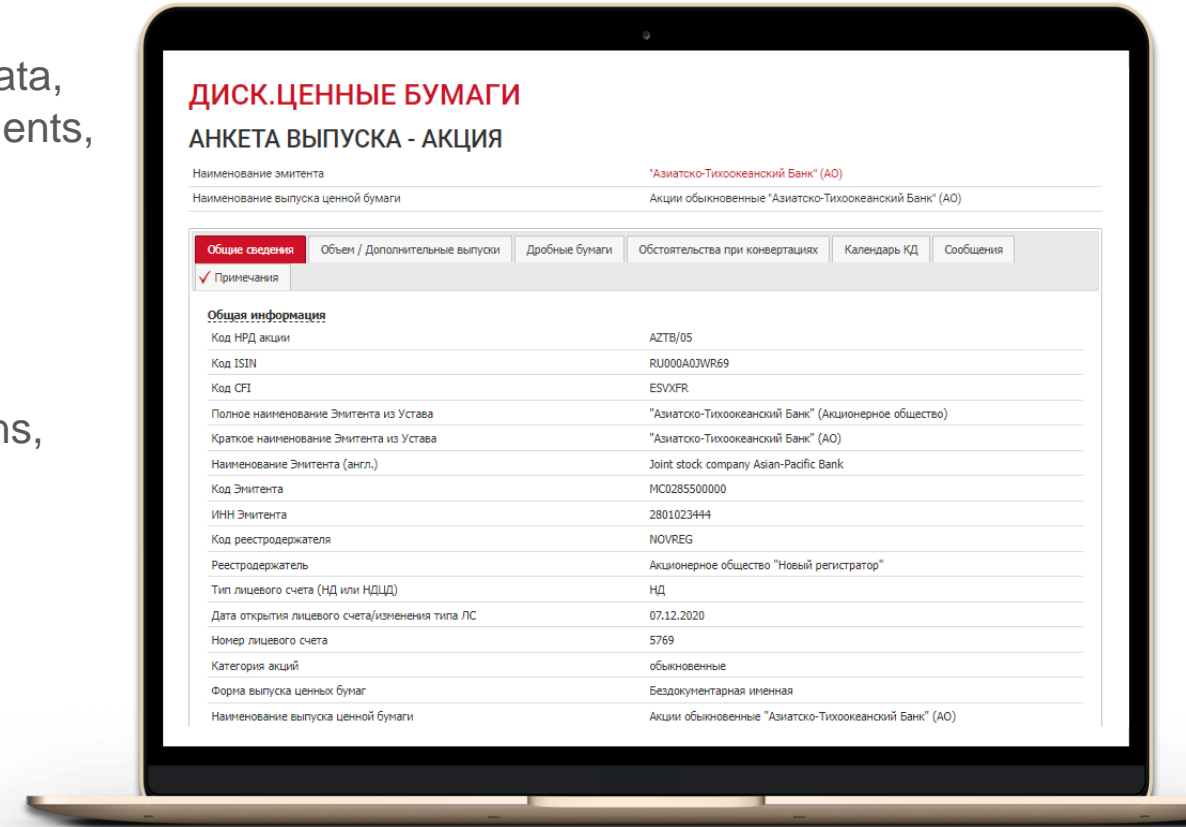 ДИСК.ЦЕННЫЕ БУМАГИ
АНКЕТА ВЫПУСКА - АКЦИЯ
Наименование эмитента "Азиатско-Тихоокеанский Банк" (АО)
Наименование выпуска ценной бумаги Акции обыкновенные "Азиатско-Тихоокеанский Банк" (АО)
Общие сведения Объем / Дополнительные выпуски Дробные бумаги Обстоятельства при конвертациях Календарь КД Сообщения
Примечания
Общая информация
Код НРД акции AZTB/05
Код ISIN RU000A0JWR69
Код CFI ESVXFR
Полное наименование Эмитента из Устава "Азиатско-Тихоокеанский Банк" (Акционерное общество)
Краткое наименование Эмитента из Устава "Азиатско-Тихоокеанский Банк" (АО)
Наименование Эмитента (англ.) Joint stock company Asian-Pacific Bank
Код Эмитента MC0285500000
ИНН Эмитента 2801023444
Код реестродержателя NOVREG
Реестродержатель Акционерное общество "Новый регистратор"
Тип лицевого счета (НД или НДЦД) НД
Дата открытия лицевого счета/изменения типа ЛС 07.12.2020
Номер лицевого счета 5769
Категория акций обыкновенные
Форма выпуска ценных бумаг Бездокументарная именная
Наименование выпуска ценной бумаги Акции обыкновенные "Азиатско-Тихоокеанский Банк" (АО)